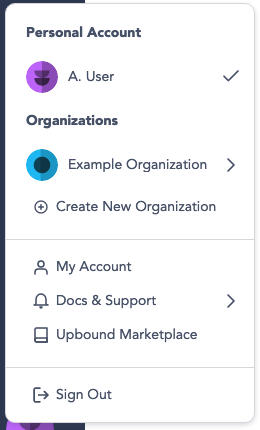 Personal Account
A. User
Organizations
Example Organization
Create New Organization
My Account
Docs & Support
Upbound Marketplace
Sign Out